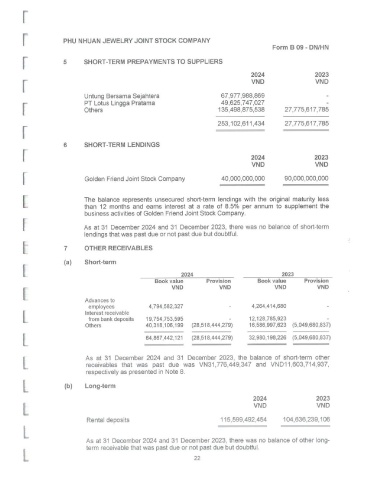 PHU NHUAN JEWELRY JOINT STOCK COMPANY
Form B 09 - DN/HN
5 SHORT-TERM PREPAYMENTS TO SUPPLIERS
2024 2023
VND VND
Untung Bersama Sejahtera 67,977,988,869 -
PT Lotus Lingga Pratama 49,625,747,027 -
Others 135,498,875,538 27,775,617,785
253,102,611,434 27,775,617,785
6 SHORT-TERM LENDINGS
2024 2023
VND VND
Golden Friend Joint Stock Company 40,000,000,000 90,000,000,000
The balance represents unsecured short-term lendings with the original maturity less
than 12 months and earns interest at a rate of 8.5% per annum to supplement the
business activities of Golden Friend Joint Stock Company.
As at 31 December 2024 and 31 December 2023, there was no balance of short-term
lendings that was past due or not past due but doubtful.
7 OTHER RECEIVABLES
(a) Short-term
2024 2023
Book value Provision Book value Provision
VND VND VND VND
Advances to
employees 4,794,582,327 - 4,264,414,880 -
Interest receivable
from bank deposits 19,754,753,595 - 12,128,785,923 -
Others 40,318,106,199 (28,518,444,279) 16,586,997,623 (5,049,680,837)
64,867,442,121 (28,518,444,279) 32,980,198,226 (5,049,680,837)
As at 31 December 2024 and 31 December 2023, the balance of short-term other
receivables that was past due was VND31,776,449,347 and VND11,603,714,937,
respectively as presented in Note 8.
(b) Long-term
2024 2023
VND VND
Rental deposits 115,599,492,484 104,636,239,106
As at 31 December 2024 and 31 December 2023, there was no balance of other long-
term receivable that was past due or not past due but doubtful.
22